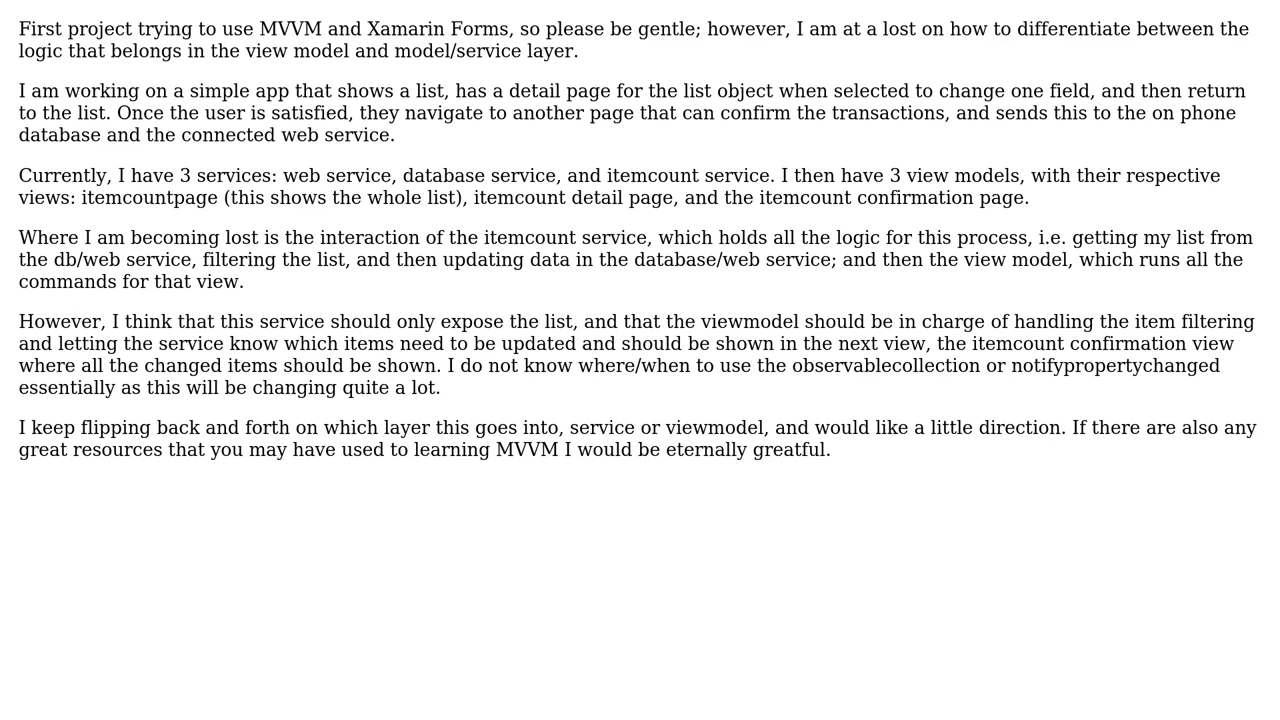 First project trying to use MVVM and Xamarin Forms, so please be gentle; however, I am at a lost on how to differentiate between the
logic that belongs in the view model and model/service layer.
I am working on a simple app that shows a list, has a detail page for the list object when selected to change one field, and then return
to the list. Once the user is satisfied, they navigate to another page that can confirm the transactions, and sends this to the on phone
database and the connected web service.
Currently, I have 3 services: web service, database service, and itemcount service. I then have 3 view models, with their respective
views: itemcountpage (this shows the whole list), itemcount detail page, and the itemcount confirmation page.
Where I am becoming lost is the interaction of the itemcount service, which holds all the logic for this process, i.e. getting my list from
the db/web service, filtering the list, and then updating data in the database/web service; and then the view model, which runs all the
commands for that view.
However, I think that this service should only expose the list, and that the viewmodel should be in charge of handling the item filtering
and letting the service know which items need to be updated and should be shown in the next view, the itemcount confirmation view
where all the changed items should be shown. I do not know where/when to use the observablecollection or notifypropertychanged
essentially as this will be changing quite a lot.
I keep flipping back and forth on which layer this goes into, service or viewmodel, and would like a little direction. If there are also any
great resources that you may have used to learning MVVM I would be eternally greatful.